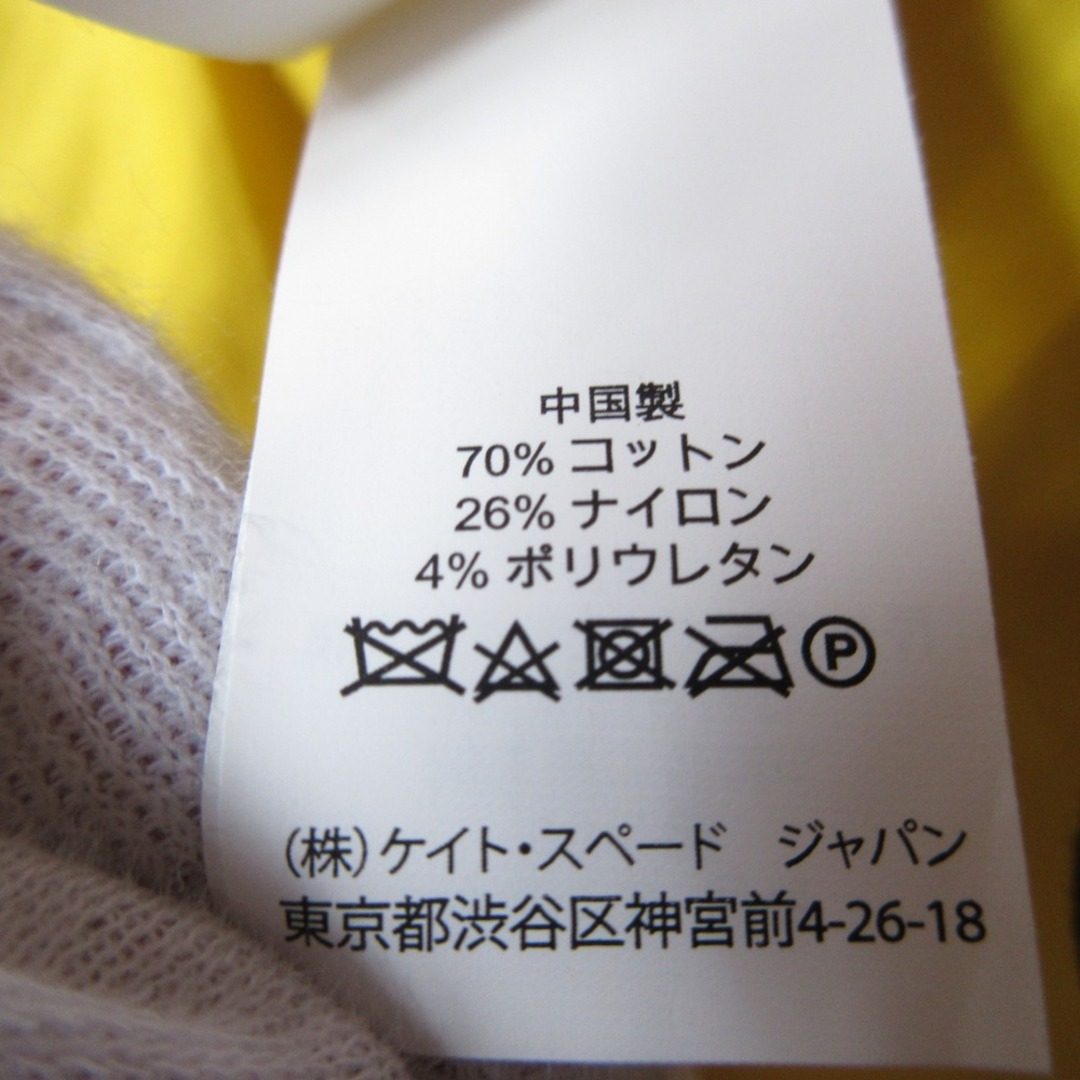 中国製
70% コットン
26% ナイロン
4% ポリウレタン
P
(株)ケイト・スペード　ジャパン
東京都渋谷区神宮前4-26-18